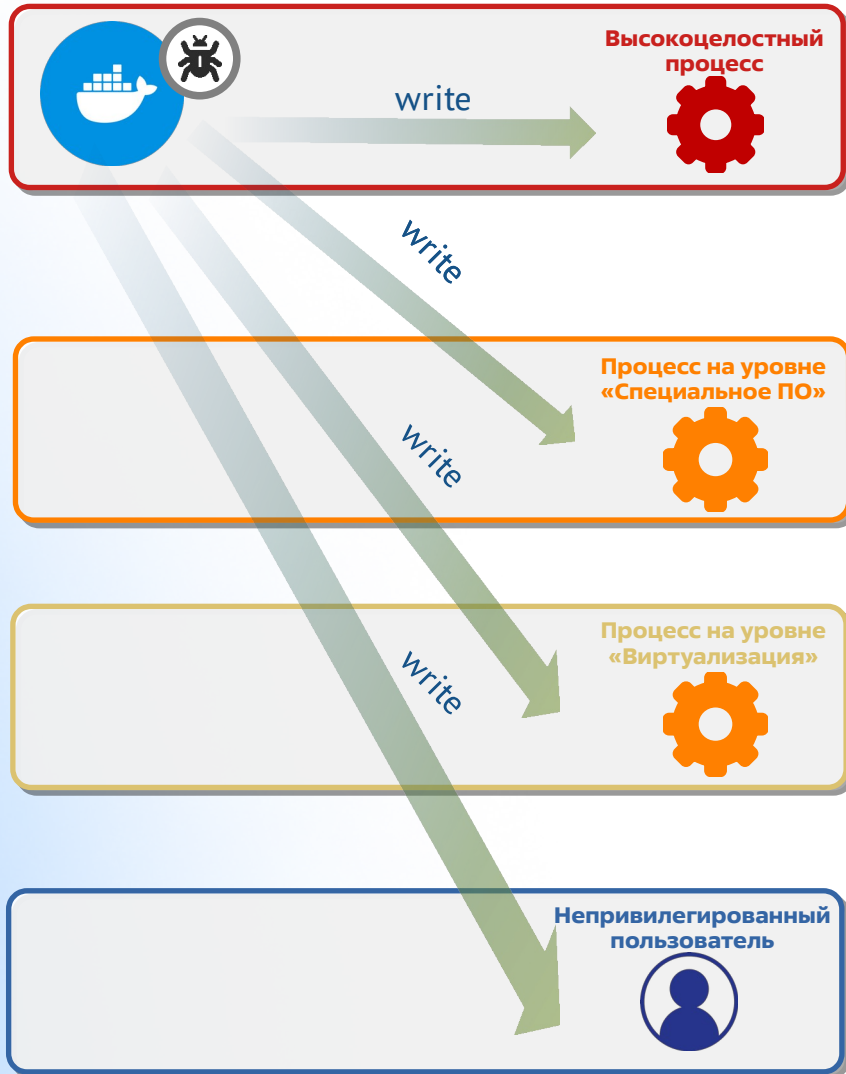 Высокоцелостный
процесс
write
write
Процесс на уровне
«Специальное ПО»
write
Процесс на уровне
«Виртуализация»
write
Непривилегированный
пользователь